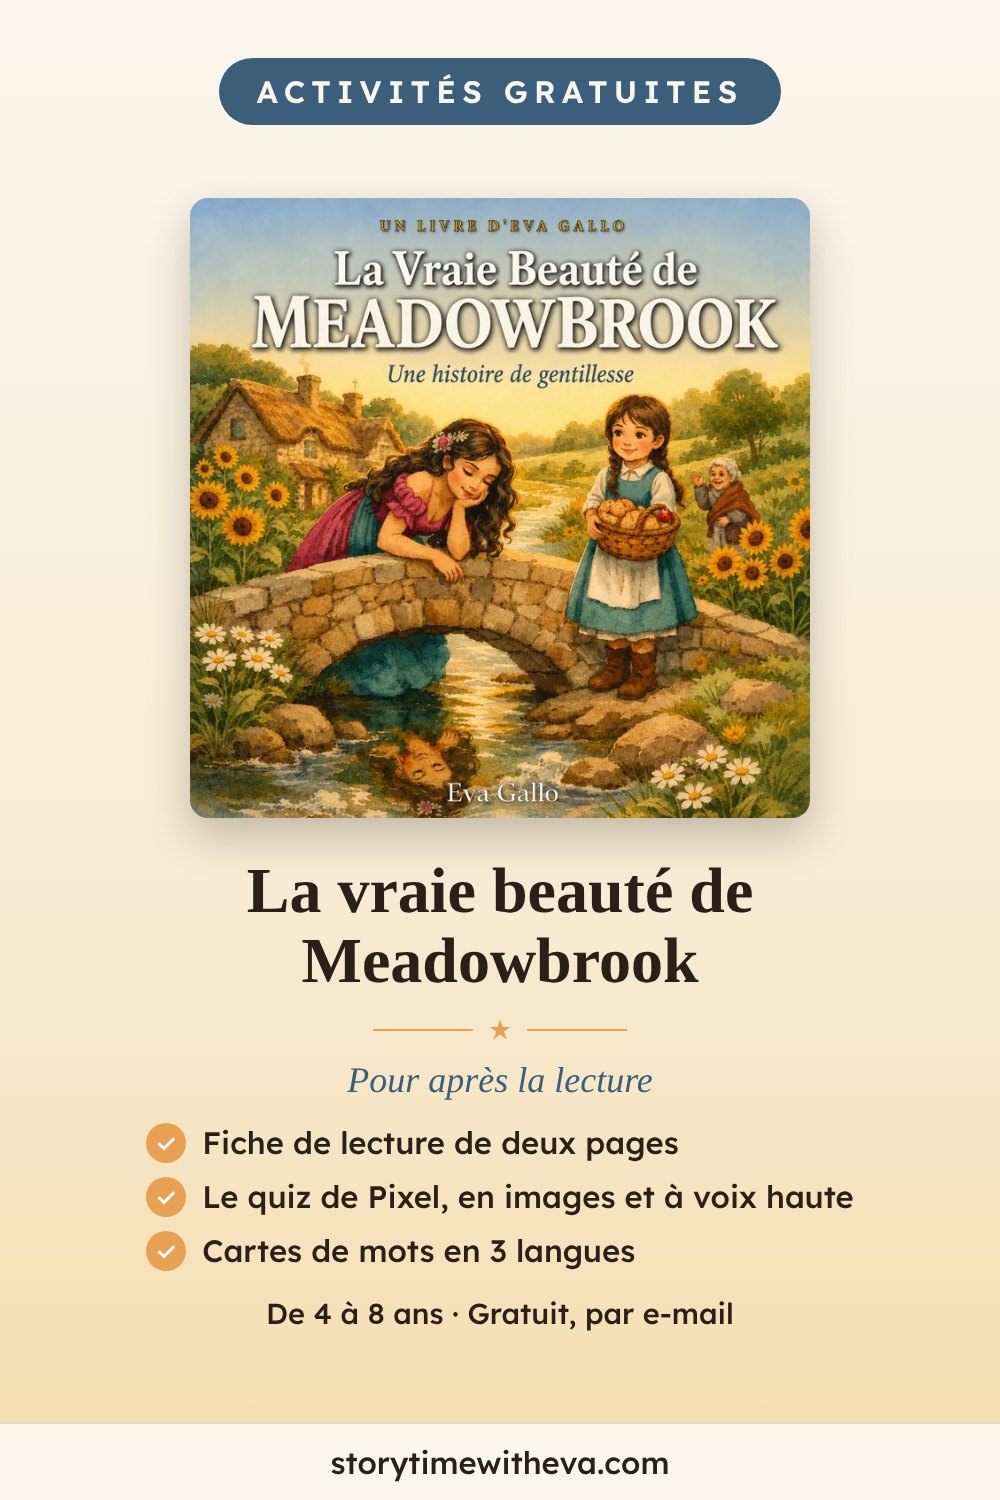 ACTIVITÉS GRATUITES
UN LIVRE D'EVA GALLO
La Vraie Beauté de
MEADOWBROOK
Une histoire de gentillesse
Eva Gallo
La vraie beauté de
Meadowbrook
Pour après la lecture
Fiche de lecture de deux pages
Le quiz de Pixel, en images et à voix haute
Cartes de mots en 3 langues
De 4 à 8 ans · Gratuit, par e-mail
storytimewitheva.com